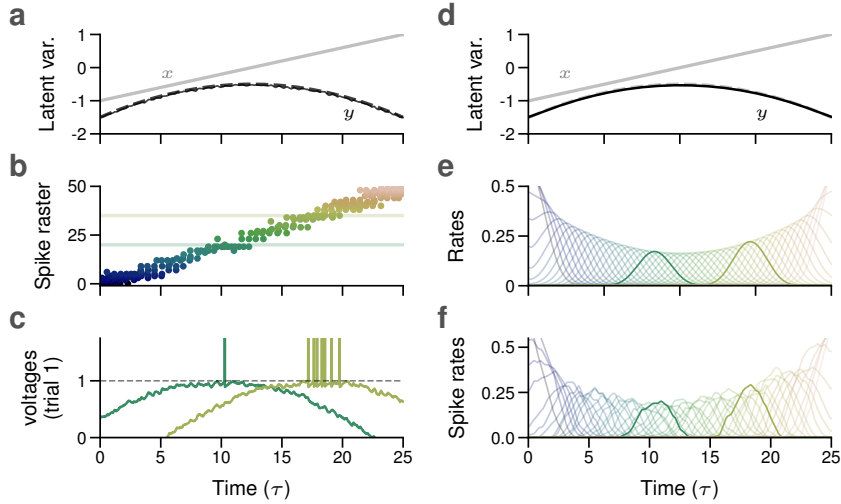 a
Latent var.
1
0
-1
-2
x
y
b
Spike raster
50
25
0
c
voltages
(trial 1)
1
0
0 5 10 15 20 25
Time (τ)
d
Latent var.
1
0
-1
-2
x
y
e
Rates
0.5
0.25
0
f
Spike rates
0.5
0.25
0.0
0 5 10 15 20 25
Time (τ)